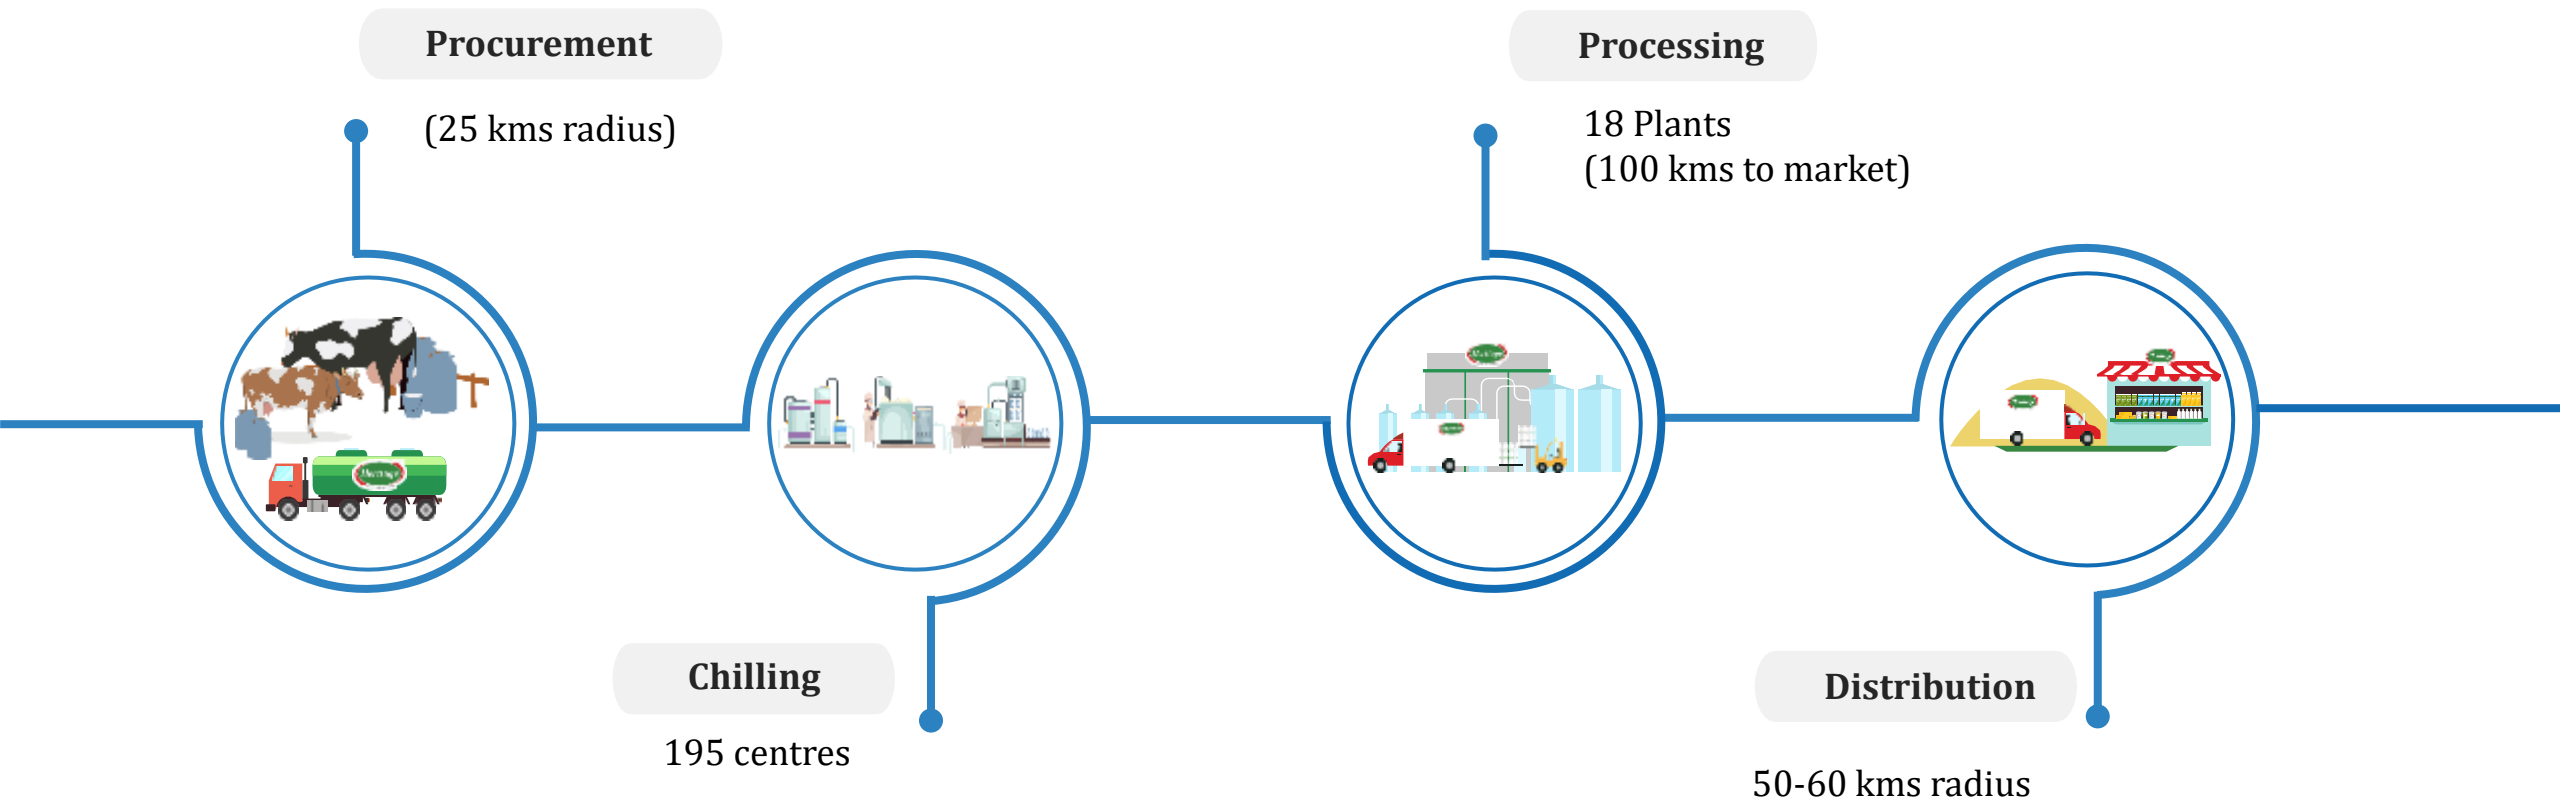 Procurement
(25 kms radius)
Chilling
195 centres
Processing
18 Plants
(100 kms to market)
Distribution
50-60 kms radius